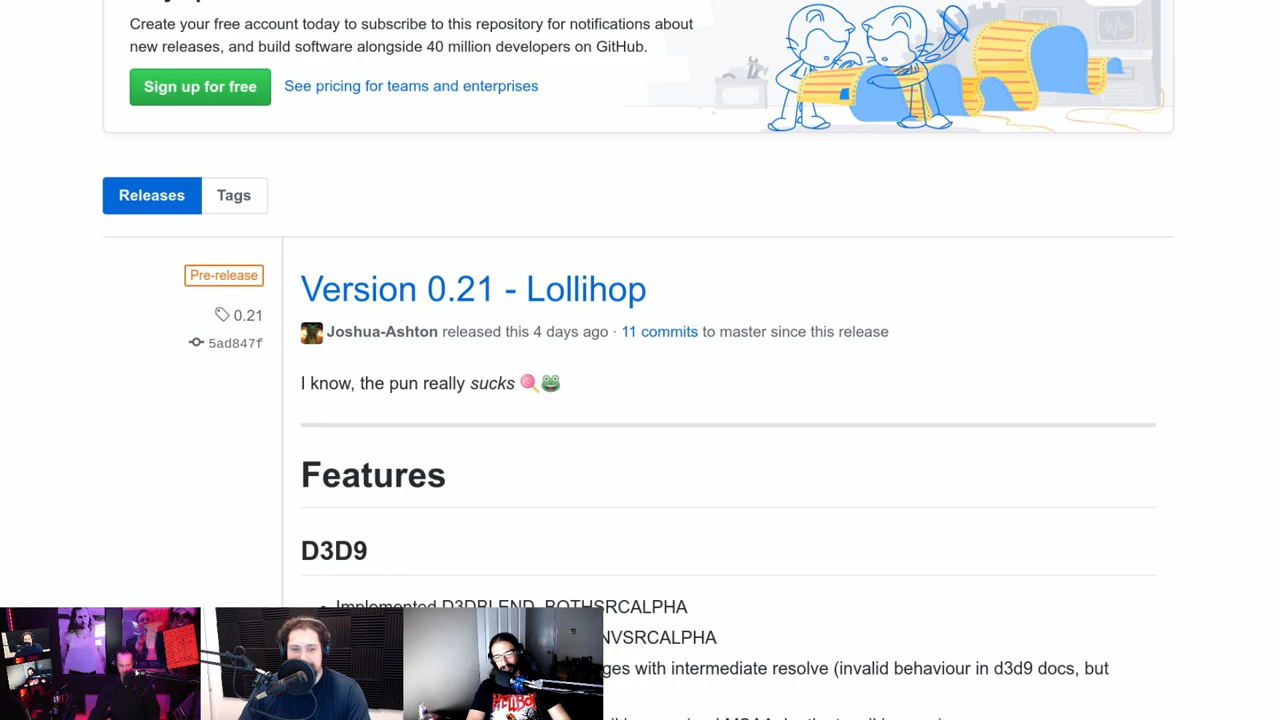 Create your free account today to subscribe to this repository for notifications about
new releases, and build software alongside 40 million developers on GitHub.
Sign up for free
See pricing for teams and enterprises
Releases
Tags
Pre-release
0.21
5ad847f
Version 0.21 - Lollihop
Joshua-Ashton released this 4 days ago · 11 commits to master since this release
I know, the pun really sucks 🍭🐸
Features
D3D9
Implemented D3DBLEND_BOTHSRCALPHA
NVSRCALPHA
ges with intermediate resolve (invalid behaviour in d3d9 docs, but
HELLBOY